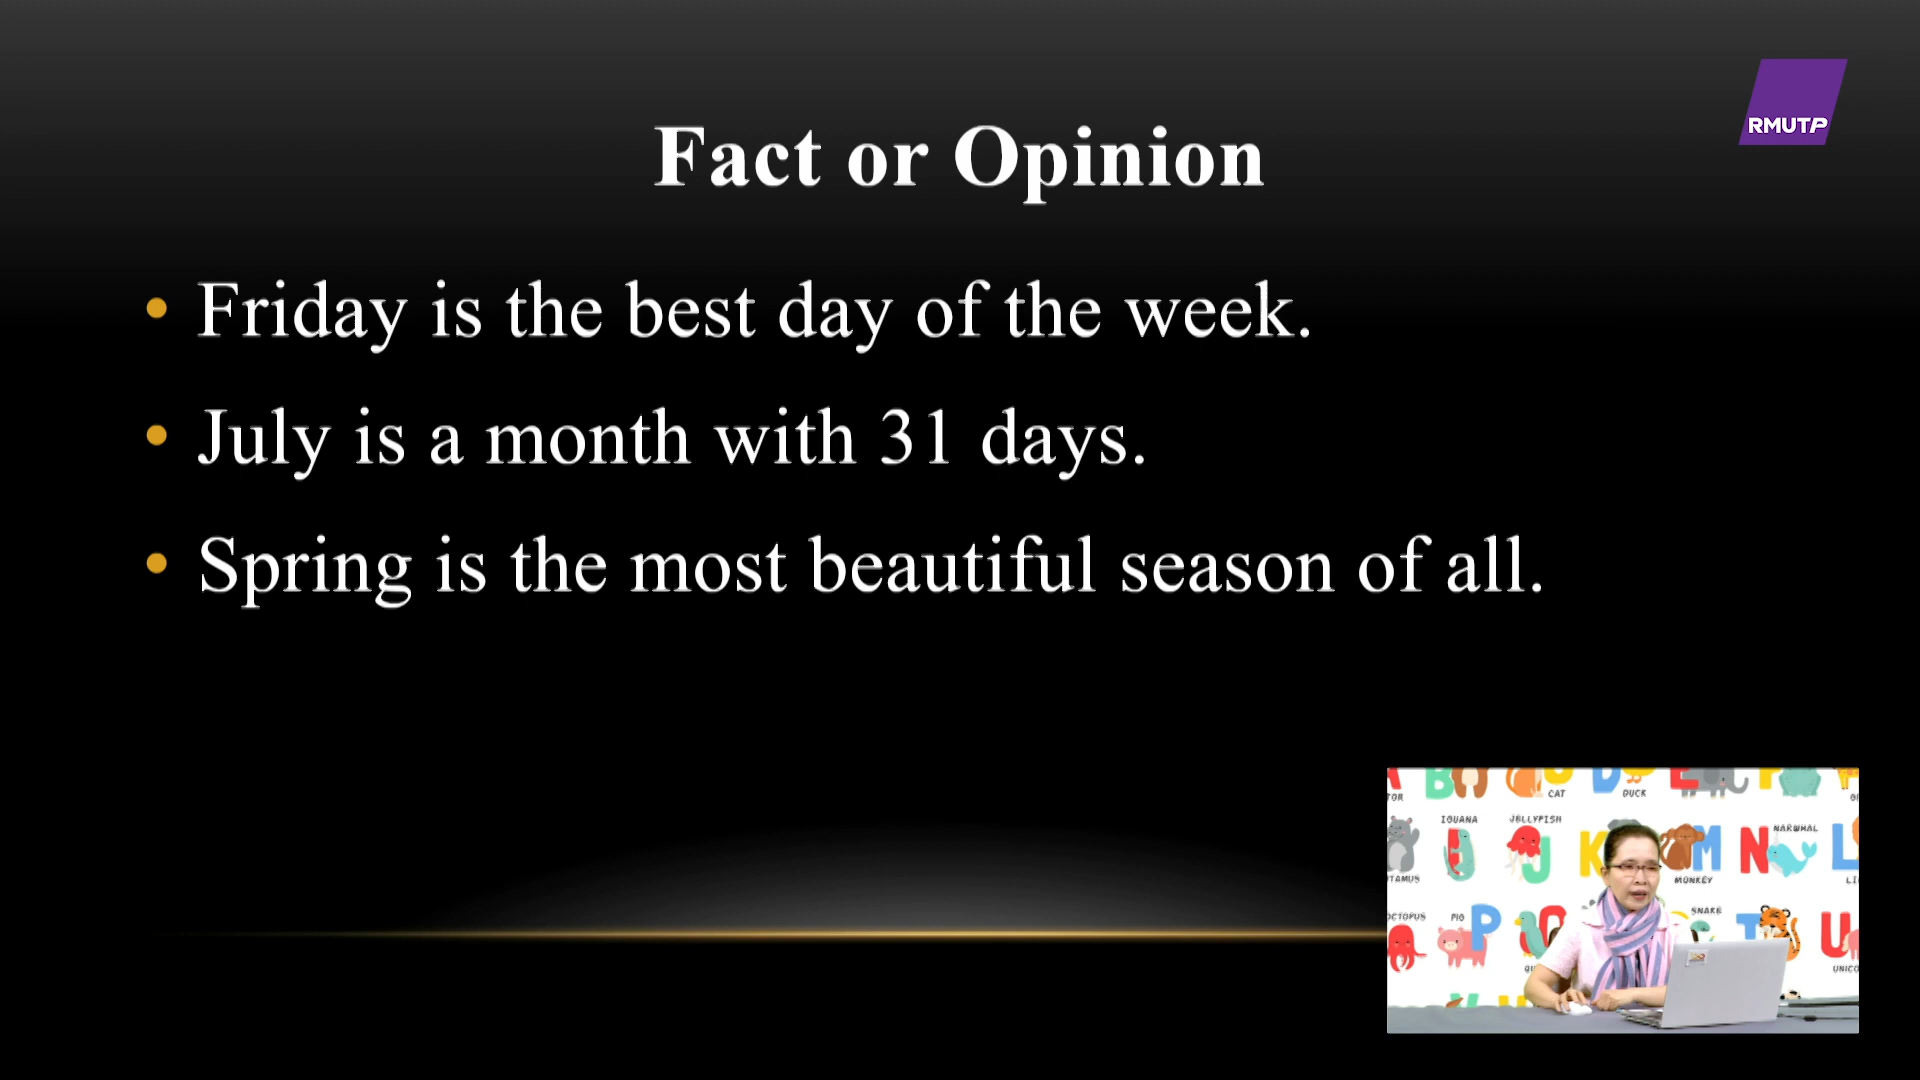 RMUTP
Fact or Opinion
• Friday is the best day of the week.
• July is a month with 31 days.
• Spring is the most beautiful season of all.
CAT
DUCK
IGUANA
JELLYFISH
NARWHAL
MONKEY
OCTOPUS
PIG
SNAKE